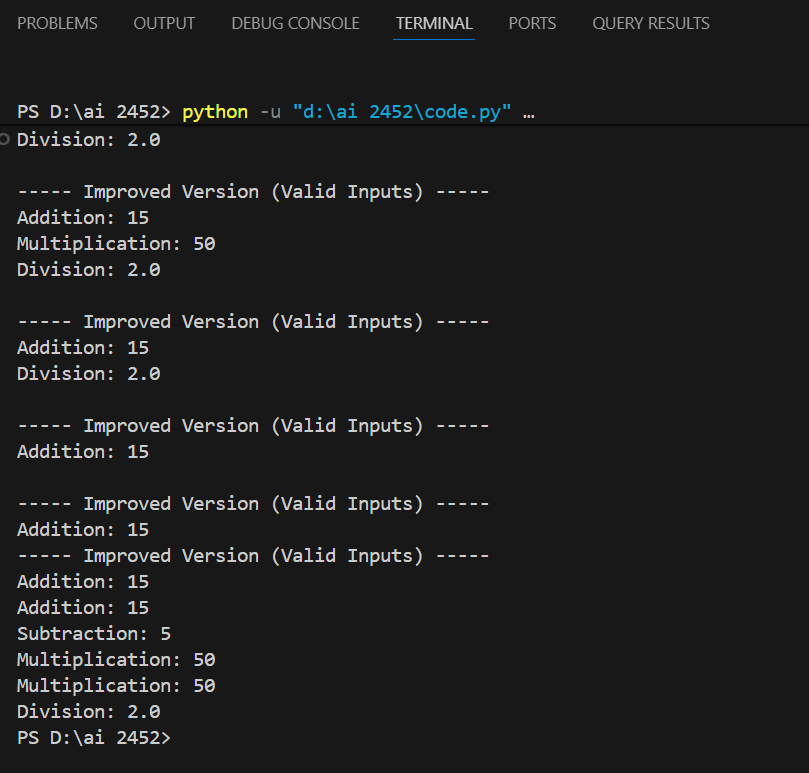 PROBLEMS OUTPUT DEBUG CONSOLE TERMINAL PORTS QUERY RESULTS
PS D:\ai 2452> python -u "d:\ai 2452\code.py" …
Division: 2.0
----- Improved Version (Valid Inputs) -----
Addition: 15
Multiplication: 50
Division: 2.0
----- Improved Version (Valid Inputs) -----
Addition: 15
Division: 2.0
----- Improved Version (Valid Inputs) -----
Addition: 15
----- Improved Version (Valid Inputs) -----
Addition: 15
----- Improved Version (Valid Inputs) -----
Addition: 15
Addition: 15
Subtraction: 5
Multiplication: 50
Multiplication: 50
Division: 2.0
PS D:\ai 2452>